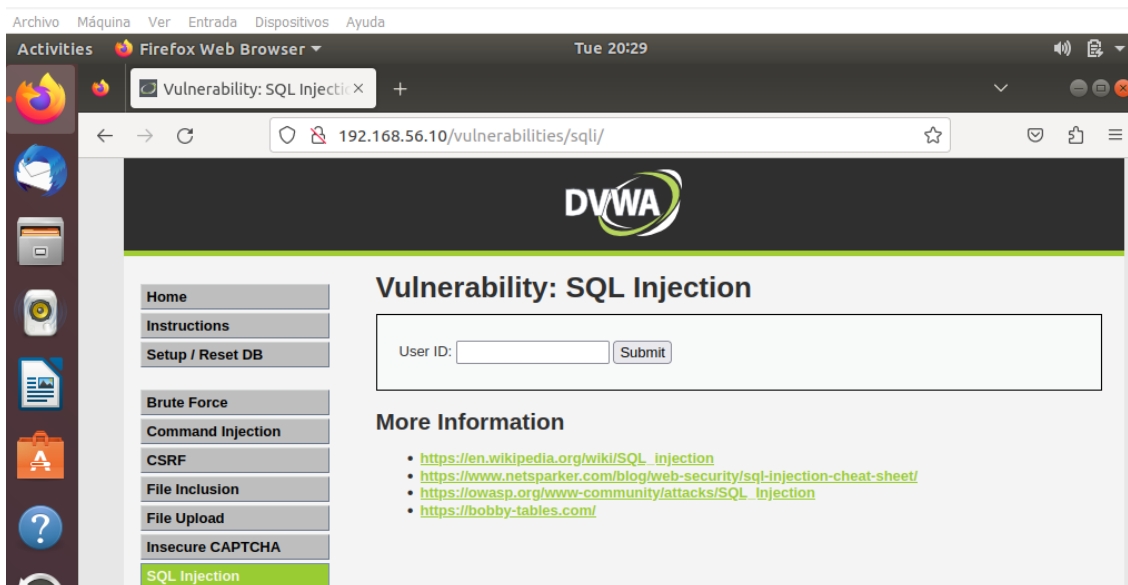 Archivo Máquina Ver Entrada Dispositivos Ayuda
Activities Firefox Web Browser Tue 20:29
Vulnerability: SQL Injectic
192.168.56.10/vulnerabilities/sqli/
DVWA
Home
Instructions
Setup / Reset DB
Brute Force
Command Injection
CSRF
File Inclusion
File Upload
Insecure CAPTCHA
SQL Injection
Vulnerability: SQL Injection
User ID: Submit
More Information
https://en.wikipedia.org/wiki/SQL_injection
https://www.netsparker.com/blog/web-security/sql-injection-cheat-sheet/
https://owasp.org/www-community/attacks/SQL_Injection
https://bobby-tables.com/